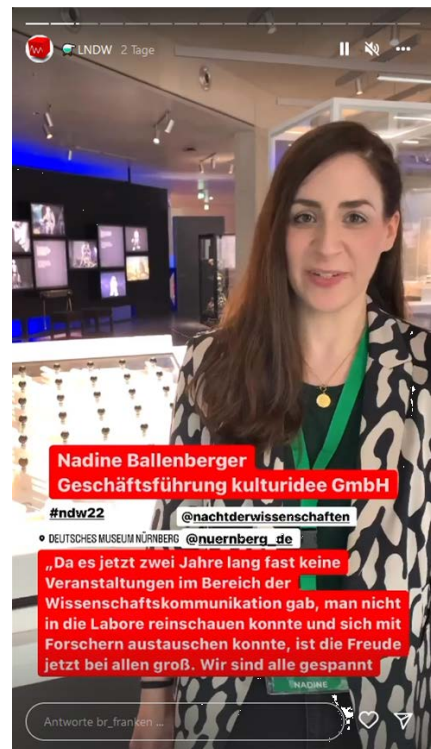 LNDW 2 Tage
Nadine Ballenberger
Geschäftsführung kulturidee GmbH
#ndw22
@nachtderwissenschaften
DEUTSCHES MUSEUM NÜRNBERG @nuernberg_de
„Da es jetzt zwei Jahre lang fast keine
Veranstaltungen im Bereich der
Wissenschaftskommunikation gab, man nicht
in die Labore reinschauen konnte und sich mit
Forschern austauschen konnte, ist die Freude
jetzt bei allen groß. Wir sind alle gespannt
NADINE
Antworte br_franken ...